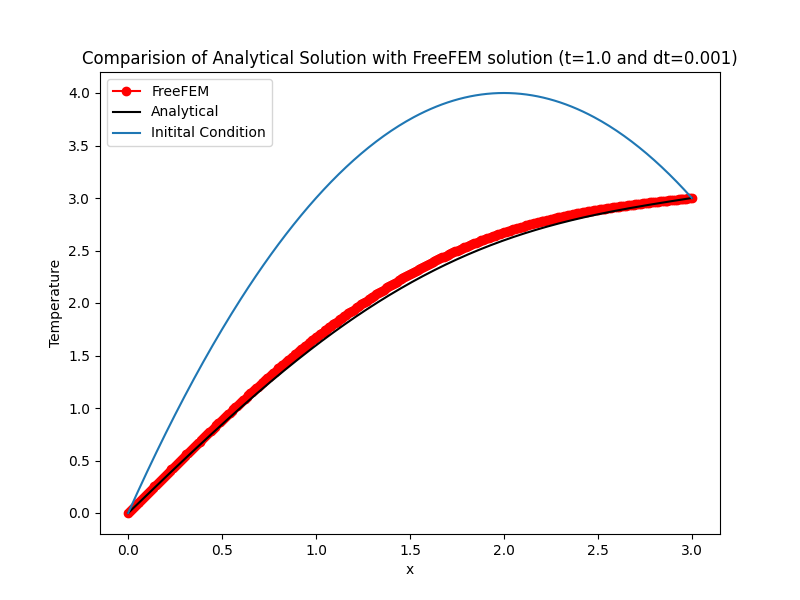 Comparision of Analytical Solution with FreeFEM solution (t=1.0 and dt=0.001)
FreeFEM
Analytical
Initital Condition
4.0
3.5
3.0
2.5
2.0
1.5
1.0
0.5
0.0
Temperature
0.0 0.5 1.0 1.5 2.0 2.5 3.0
x